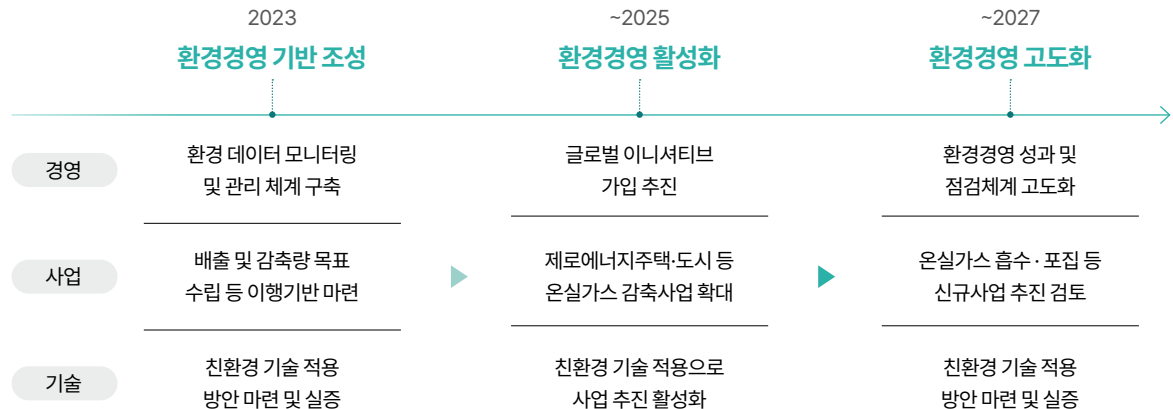 2023
~2025
~2027
환경경영 기반 조성
환경경영 활성화
환경경영 고도화
경영
환경 데이터 모니터링
및 관리 체계 구축
글로벌 이니셔티브
가입 추진
환경경영 성과 및
점검체계 고도화
사업
배출 및 감축량 목표
수립 등 이행기반 마련
제로에너지주택·도시 등
온실가스 감축사업 확대
온실가스 흡수 · 포집 등
신규사업 추진 검토
기술
친환경 기술 적용
방안 마련 및 실증
친환경 기술 적용으로
사업 추진 활성화
친환경 기술 적용
방안 마련 및 실증